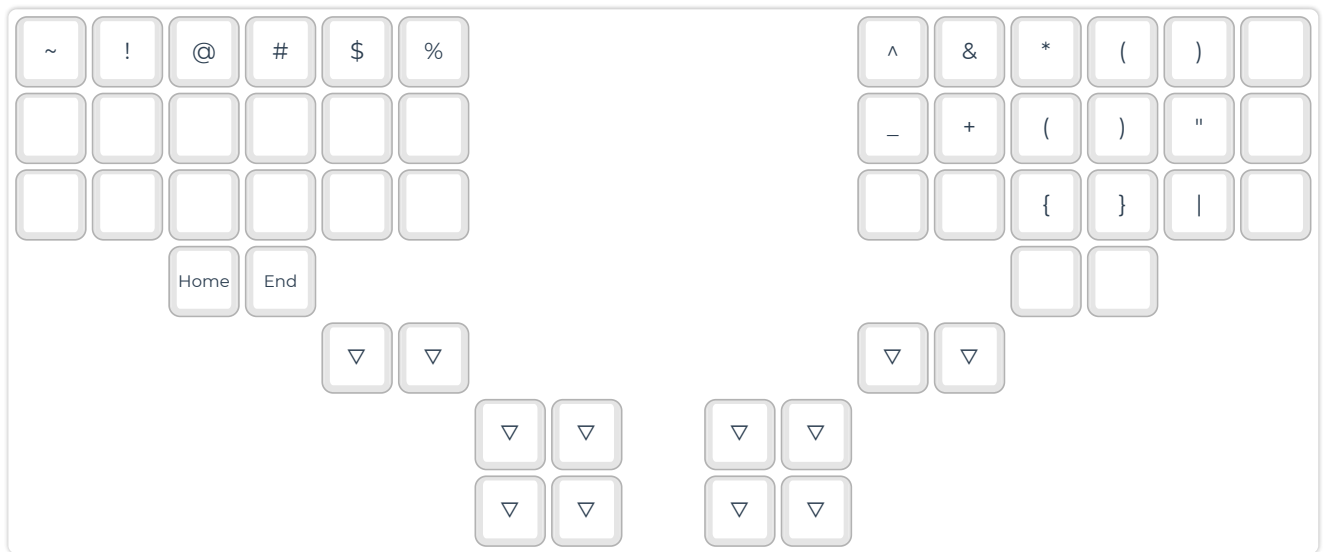 ~ ! @ # $ % ^ & * ( )
_ + ( ) "
{ } |
Home End
▽ ▽ ▽ ▽
▽ ▽ ▽ ▽
▽ ▽ ▽ ▽